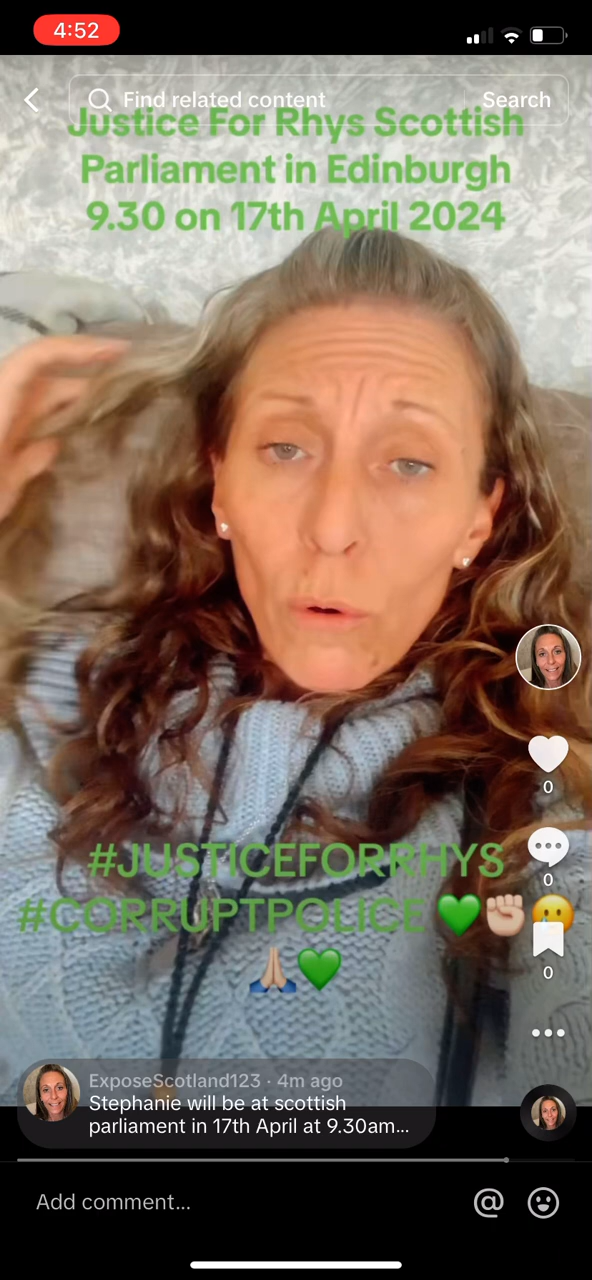 4:52
Find related content
Search
Justice For Rhys Scottish
Parliament in Edinburgh
9.30 on 17th April 2024
0
#JUSTICEFORRHYS
0
#CORRUPTPOLICE 💚✊🏻🫢
🙏🏼💚
0
ExposeScotland123 · 4m ago
Stephanie will be at scottish
parliament in 17th April at 9.30am...
Add comment...